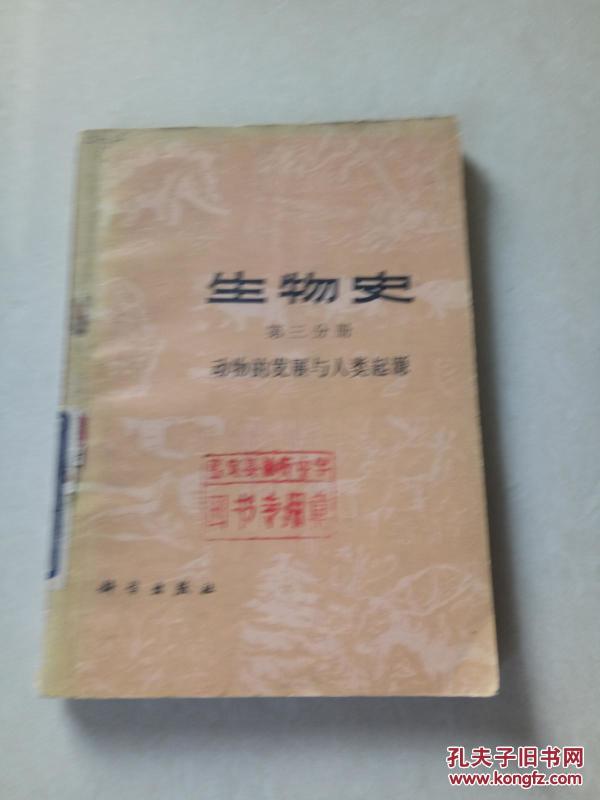 生物史
第三分册
动物的发展与人类起源
图书专用章
科学出版社
孔夫子旧书网
www.kongfz.com